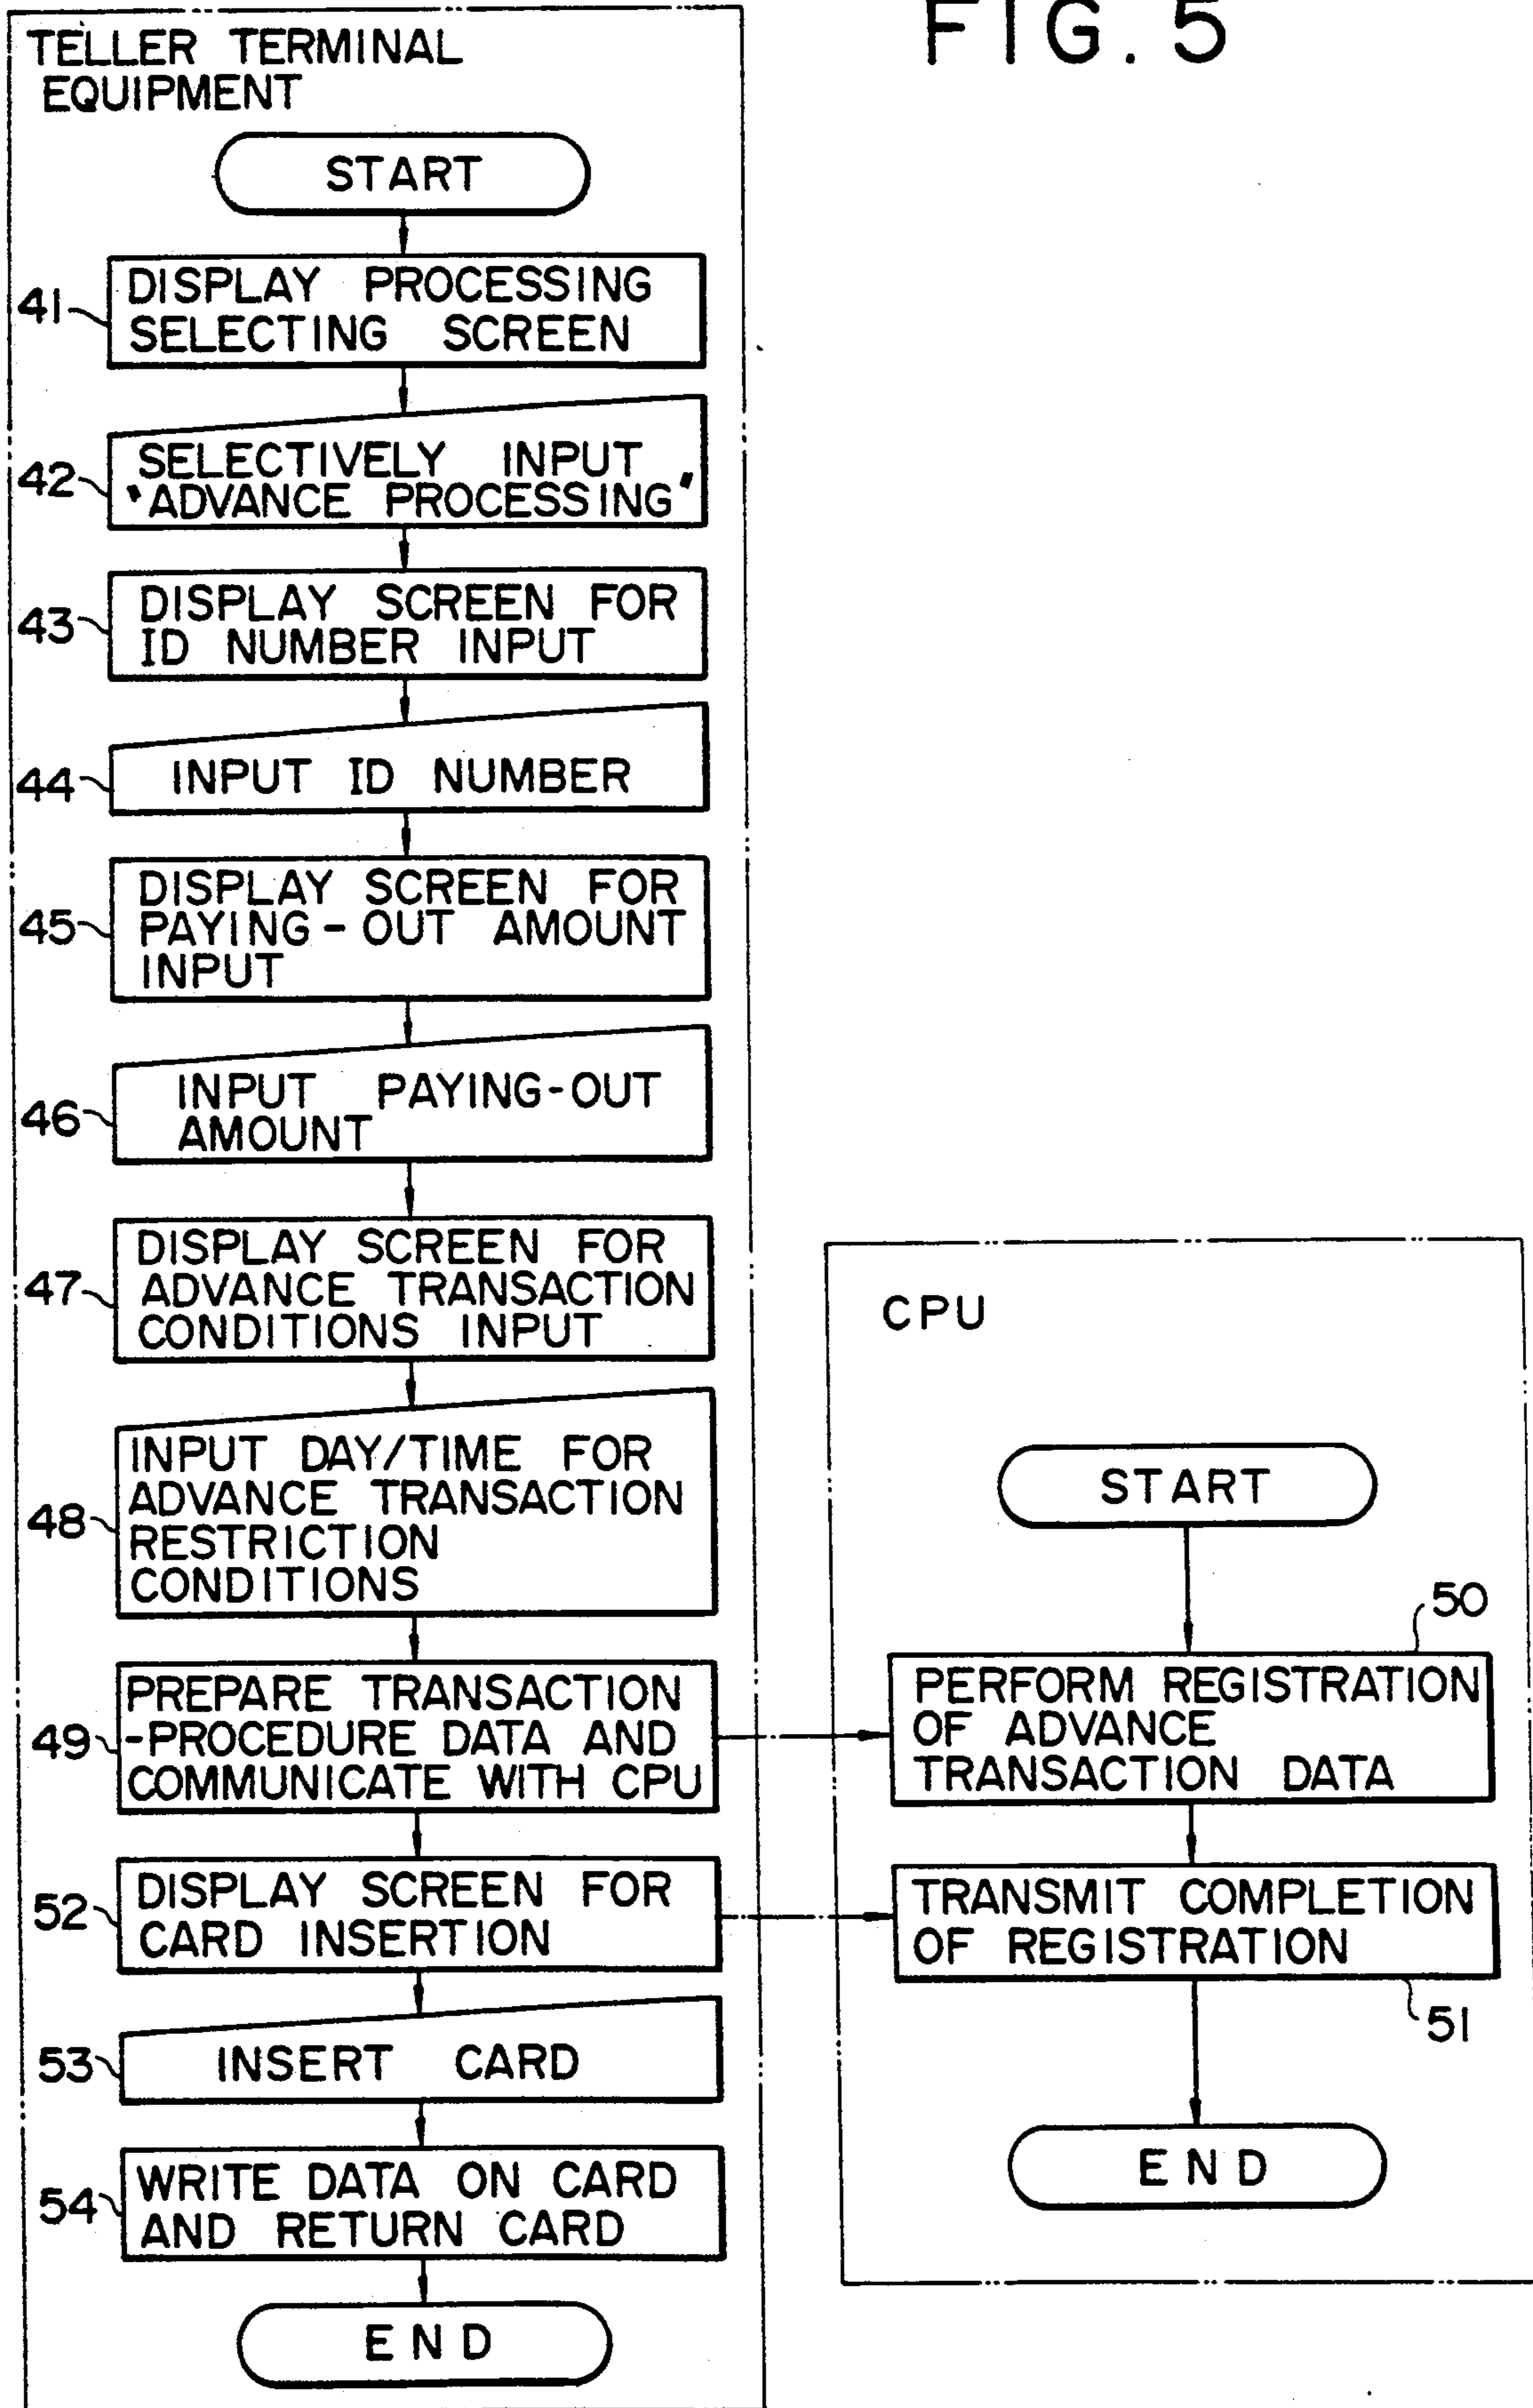 FIG. 5
TELLER TERMINAL
EQUIPMENT
START
41
DISPLAY PROCESSING
SELECTING SCREEN
42
SELECTIVELY INPUT
"ADVANCE PROCESSING"
43
DISPLAY SCREEN FOR
ID NUMBER INPUT
44
INPUT ID NUMBER
45
DISPLAY SCREEN FOR
PAYING-OUT AMOUNT
INPUT
46
INPUT PAYING-OUT
AMOUNT
47
DISPLAY SCREEN FOR
ADVANCE TRANSACTION
CONDITIONS INPUT
48
INPUT DAY/TIME FOR
ADVANCE TRANSACTION
RESTRICTION
CONDITIONS
49
PREPARE TRANSACTION
-PROCEDURE DATA AND
COMMUNICATE WITH CPU
52
DISPLAY SCREEN FOR
CARD INSERTION
53
INSERT CARD
54
WRITE DATA ON CARD
AND RETURN CARD
END
CPU
START
50
PERFORM REGISTRATION
OF ADVANCE
TRANSACTION DATA
TRANSMIT COMPLETION
OF REGISTRATION
51
END